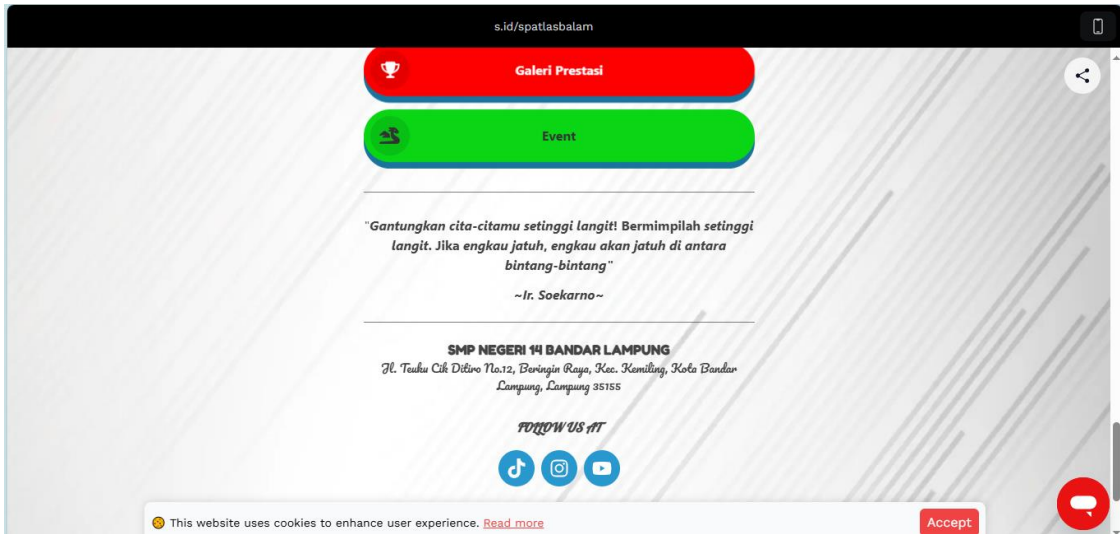 s.id/spatlasbalam
Galeri Prestasi
Event
"Gantungkan cita-citamu setinggi langit! Bermimpilah setinggi
langit. Jika engkau jatuh, engkau akan jatuh di antara
bintang-bintang"
~Ir. Soekarno~
SMP NEGERI 14 BANDAR LAMPUNG
Jl. Teuku Cik Ditiro No.12, Beringin Raya, Kec. Kemiling, Kota Bandar
Lampung, Lampung 35155
FOLLOW US AT
This website uses cookies to enhance user experience. Read more
Accept